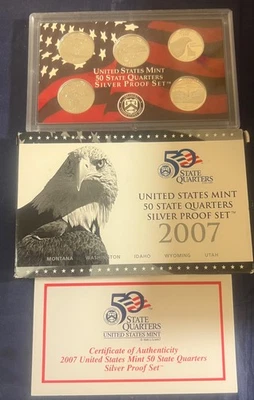 UNITED STATES MINT
50 STATE QUARTERS
SILVER PROOF SET™
50
STATE
QUARTERS
UNITED STATES MINT
50 STATE QUARTERS
SILVER PROOF SET™
2007
MONTANA WASHINGTON IDAHO WYOMING UTAH
50
STATE
QUARTERS
UNITED STATES MINT
Certificate of Authenticity
2007 United States Mint 50 State Quarters
Silver Proof Set™